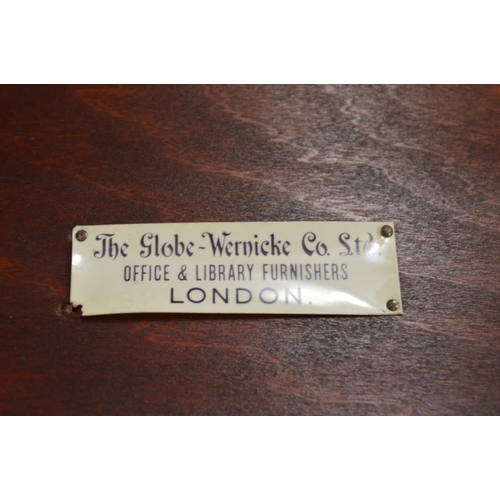 The Globe-Wernicke Co. Ltd.
OFFICE & LIBRARY FURNISHERS
LONDON.